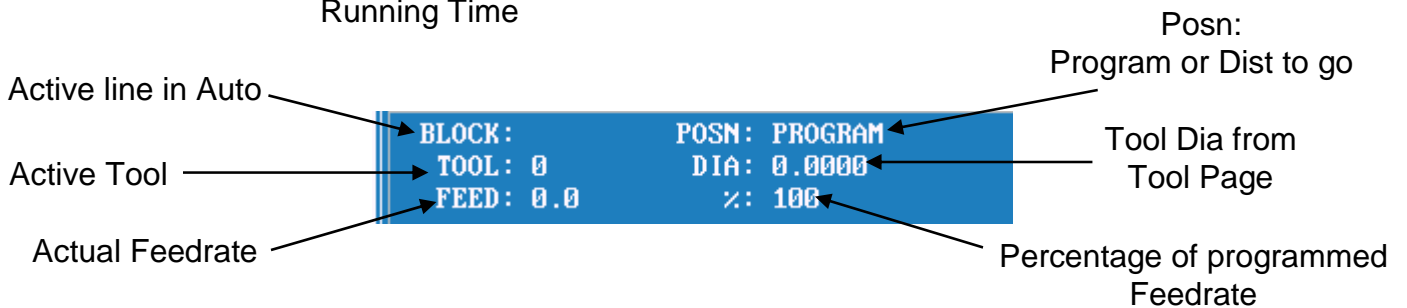 Running Time
Posn:
Program or Dist to go
Active line in Auto
BLOCK: POSN: PROGRAM
Tool Dia from
Tool Page
Active Tool
TOOL: 0 DIA: 0.0000
FEED: 0.0 %: 100
Actual Feedrate
Percentage of programmed
Feedrate